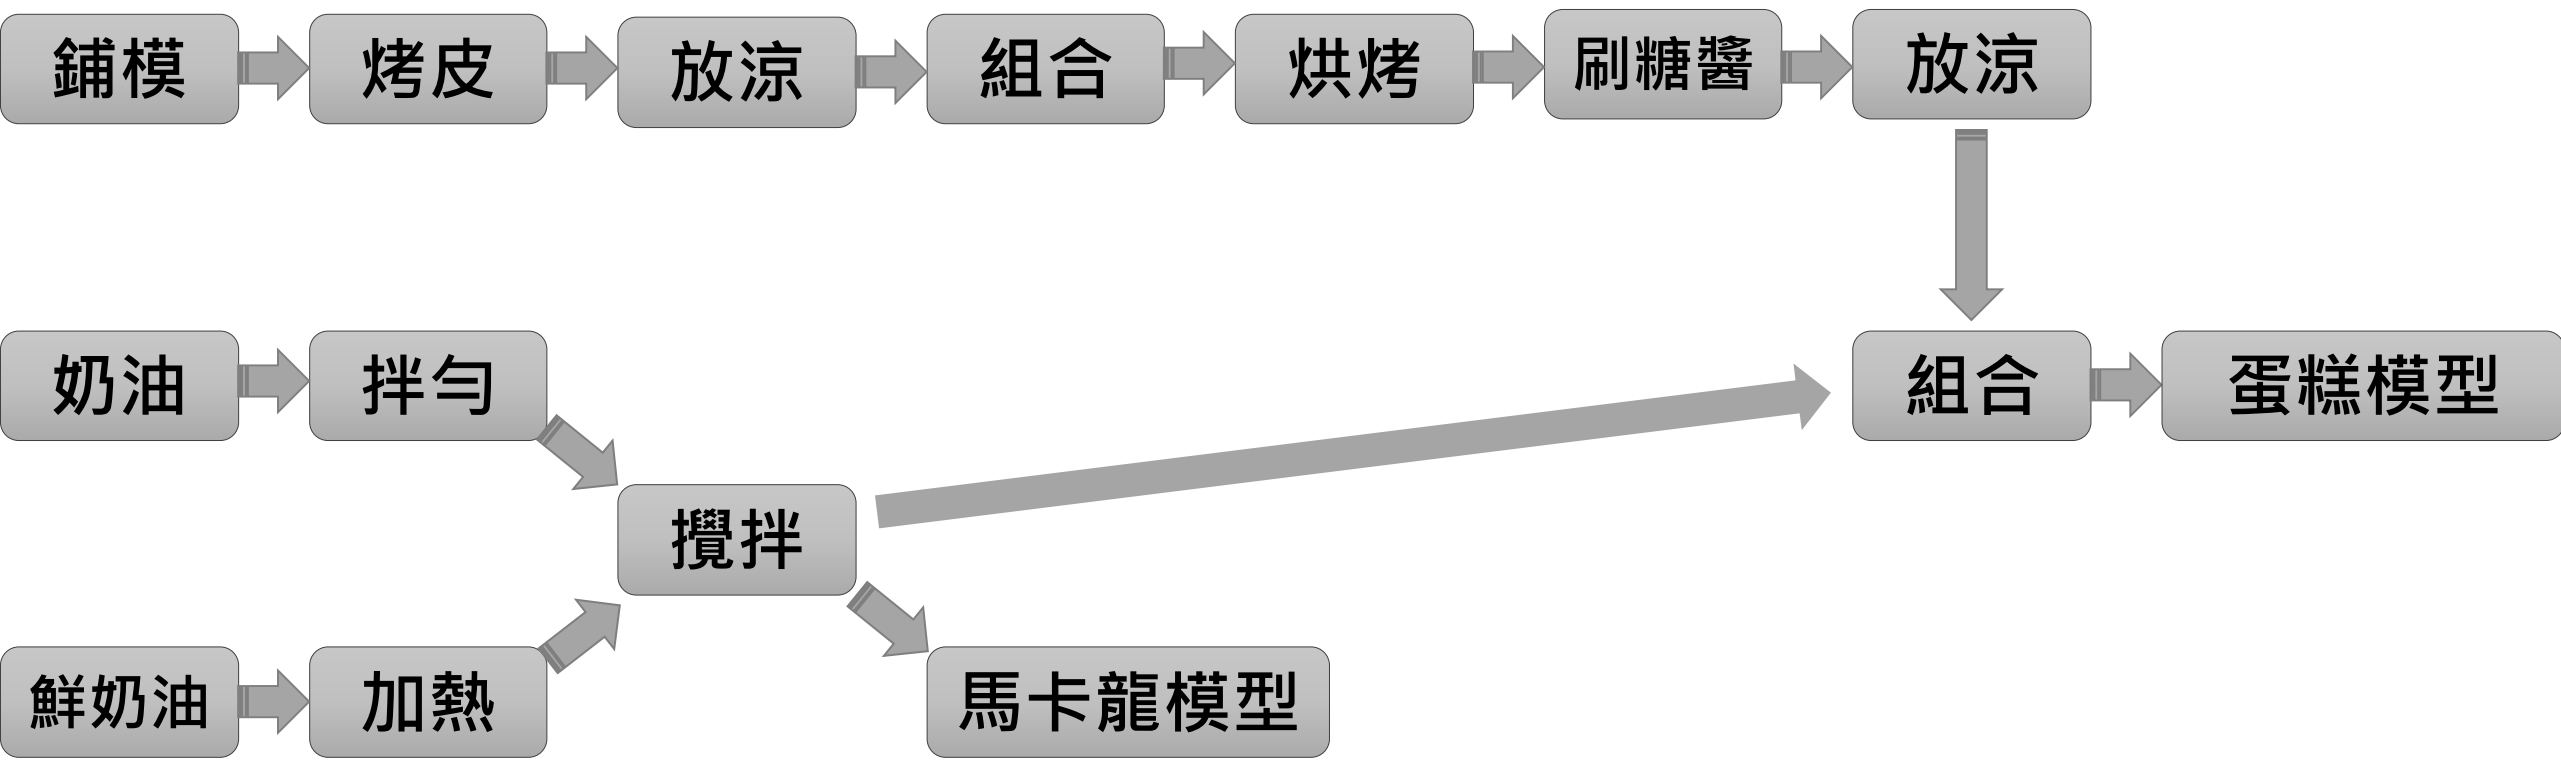 鋪模
烤皮
放涼
組合
烘烤
刷糖醬
放涼
奶油
拌勻
組合
蛋糕模型
攪拌
鮮奶油
加熱
馬卡龍模型